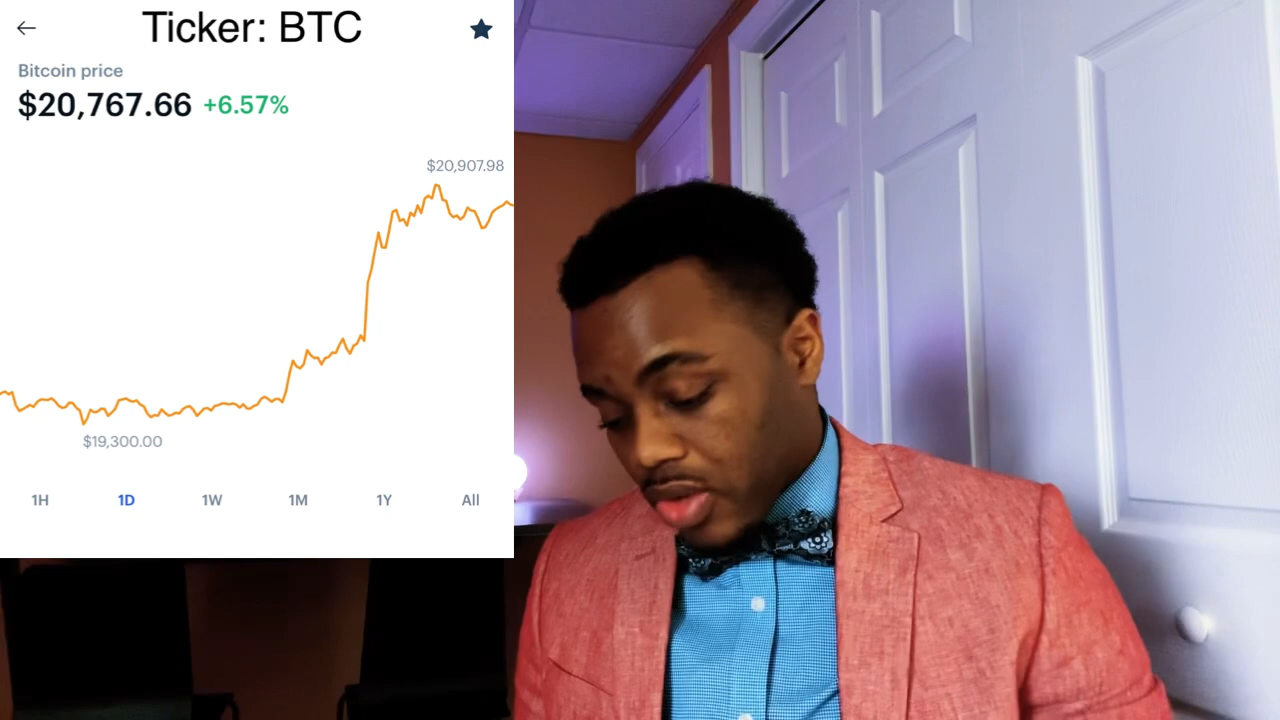 Ticker: BTC
Bitcoin price
$20,767.66 +6.57%
$20,907.98
$19,300.00
1H 1D 1W 1M 1Y All